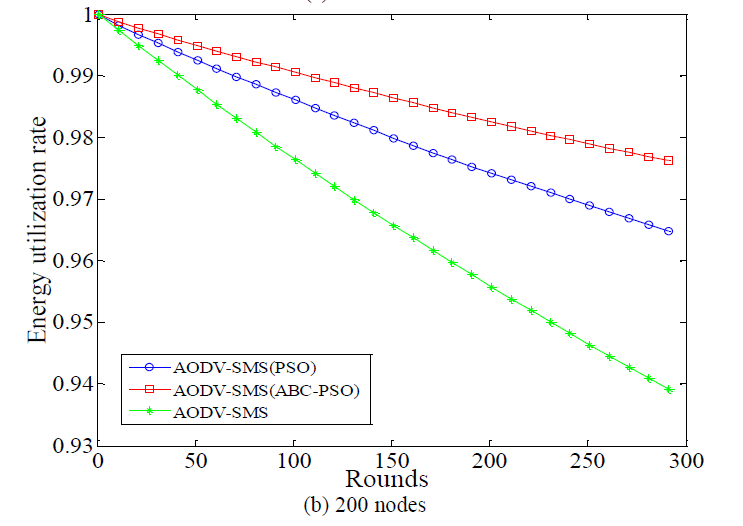 1
0.99
0.98
0.97
0.96
0.95
0.94
0.93
Energy utilization rate
AODV-SMS(PSO)
AODV-SMS(ABC-PSO)
AODV-SMS
0 50 100 150 200 250 300
Rounds
(b) 200 nodes